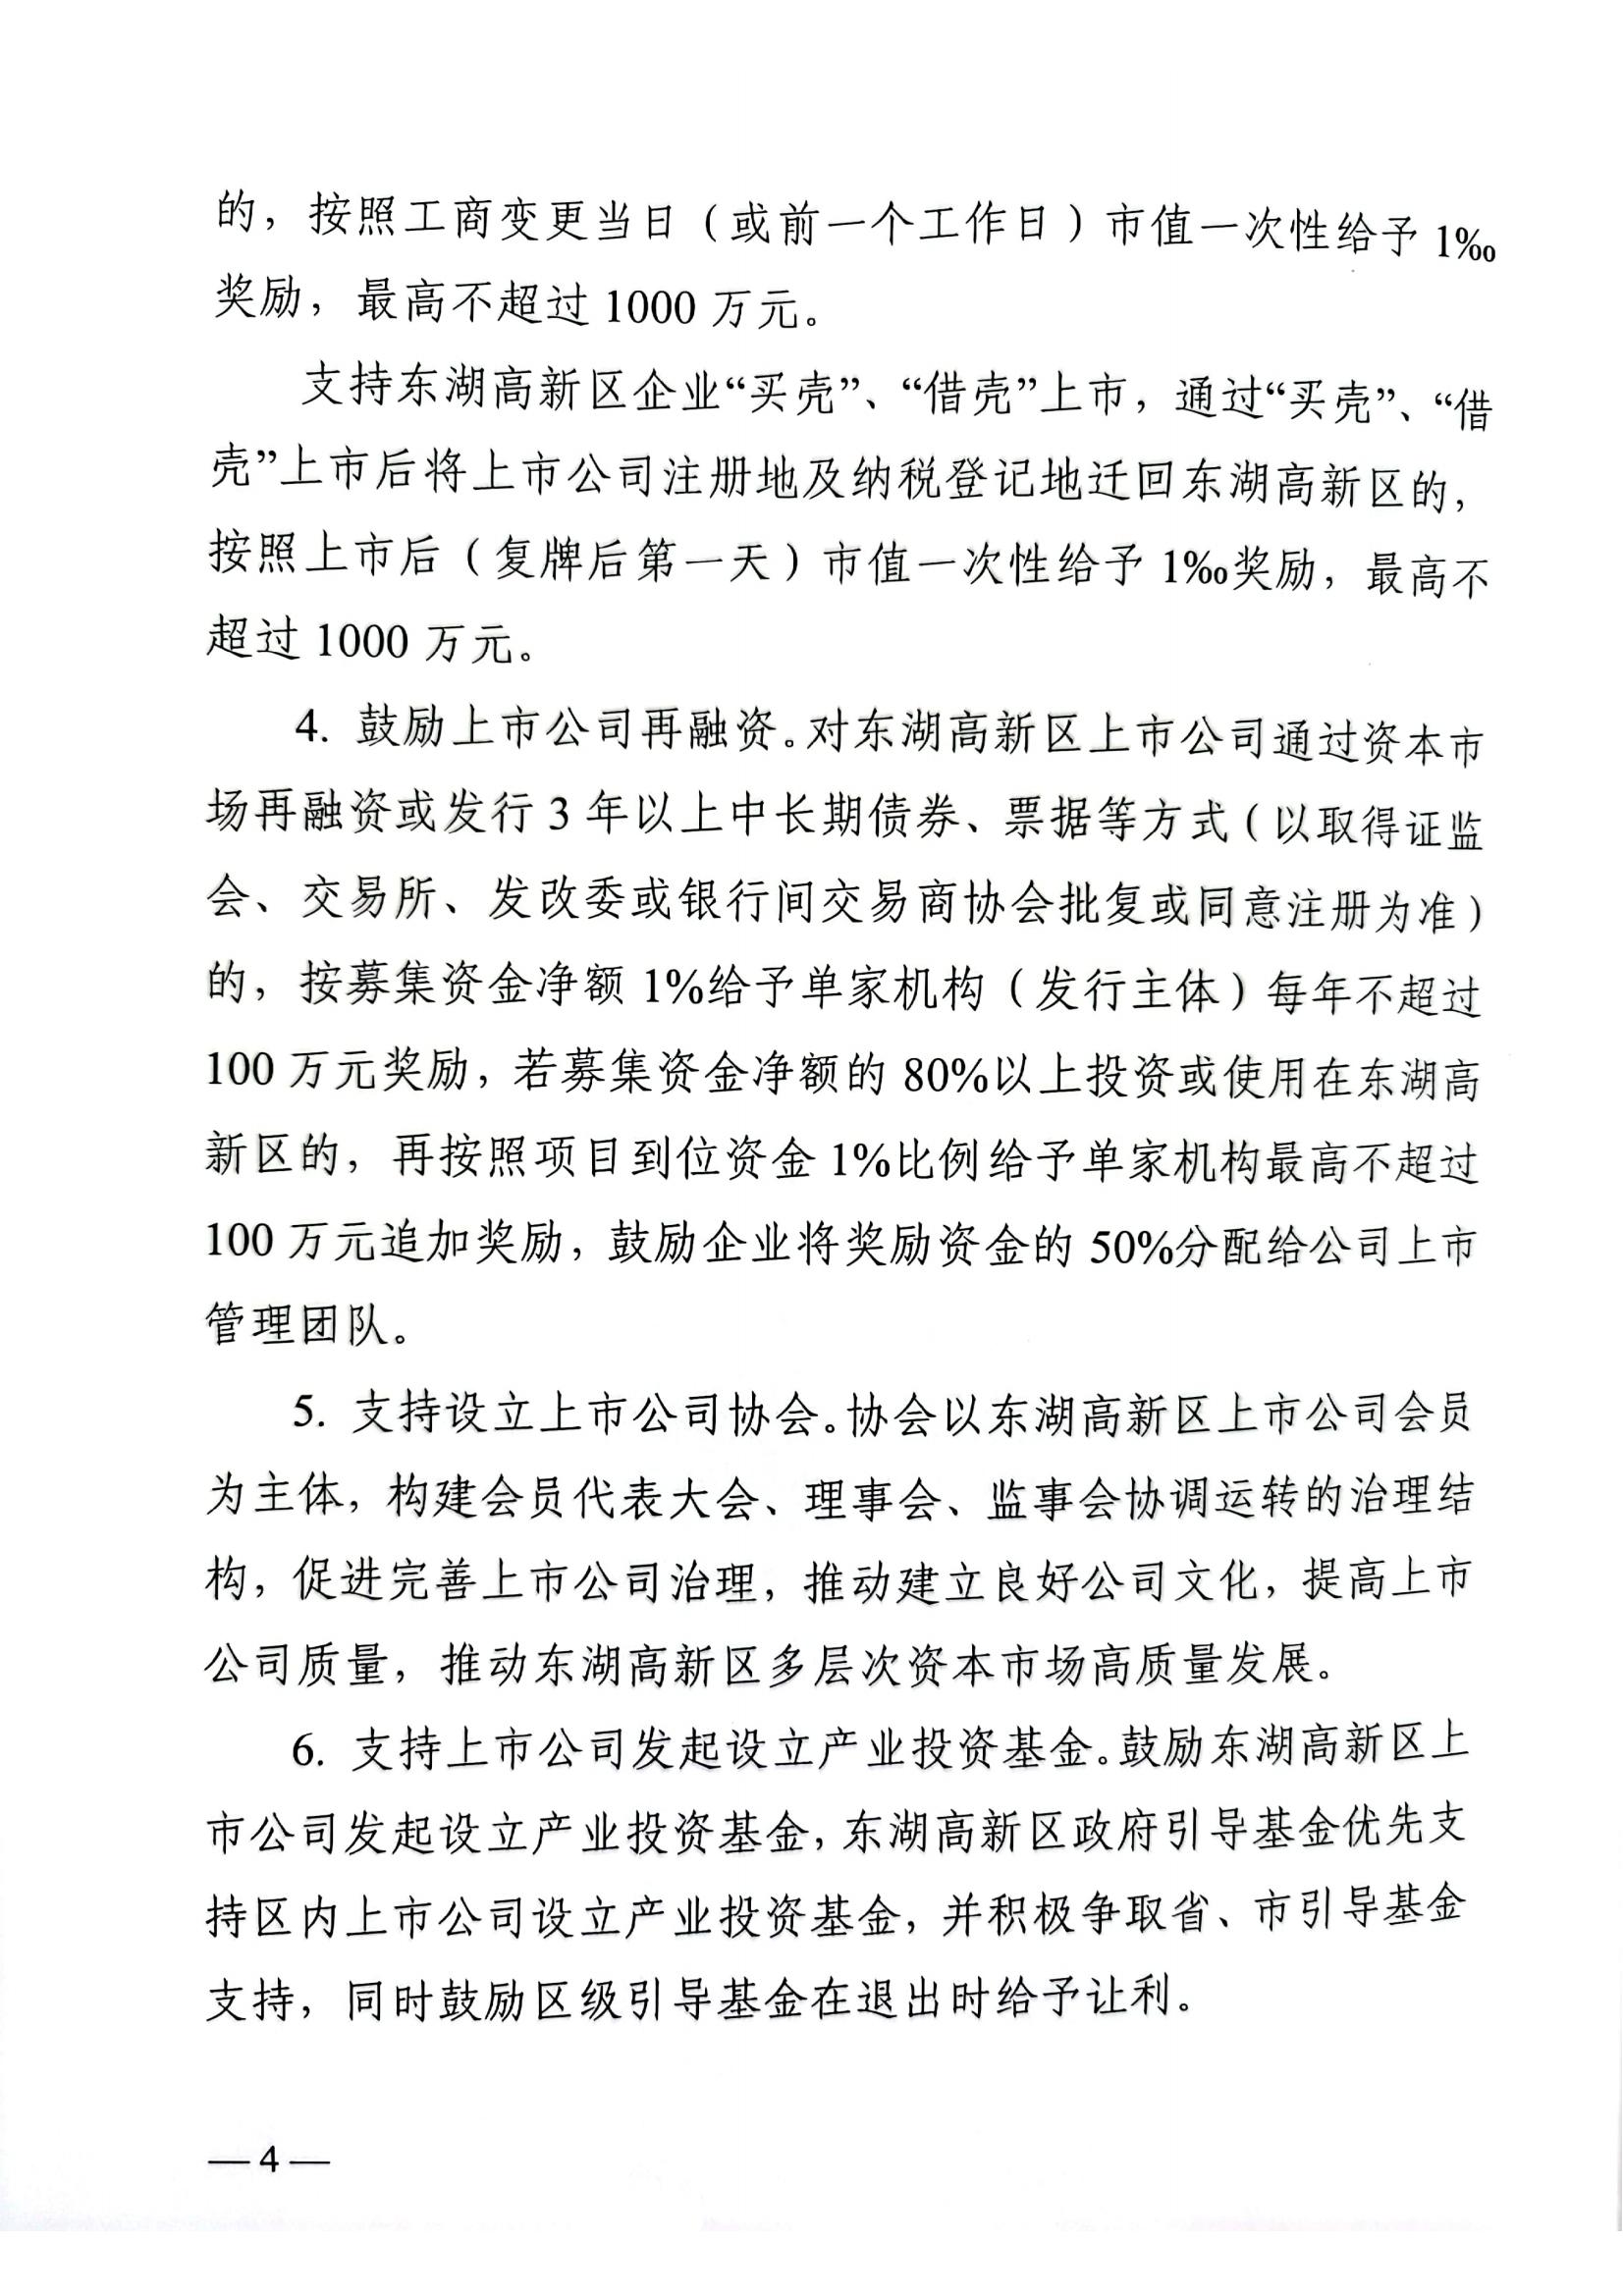 的，按照工商变更当日（或前一个工作日）市值一次性给予 1‰
奖励，最高不超过 1000 万元。
支持东湖高新区企业“买壳”、“借壳”上市，通过“买壳”、“借
壳”上市后将上市公司注册地及纳税登记地迁回东湖高新区的，
按照上市后（复牌后第一天）市值一次性给予 1‰奖励，最高不
超过 1000 万元。
4. 鼓励上市公司再融资。对东湖高新区上市公司通过资本市
场再融资或发行 3 年以上中长期债券、票据等方式（以取得证监
会、交易所、发改委或银行间交易商协会批复或同意注册为准）
的，按募集资金净额 1%给予单家机构（发行主体）每年不超过
100 万元奖励，若募集资金净额的 80%以上投资或使用在东湖高
新区的，再按照项目到位资金 1%比例给予单家机构最高不超过
100 万元追加奖励，鼓励企业将奖励资金的 50%分配给公司上市
管理团队。
5. 支持设立上市公司协会。协会以东湖高新区上市公司会员
为主体，构建会员代表大会、理事会、监事会协调运转的治理结
构，促进完善上市公司治理，推动建立良好公司文化，提高上市
公司质量，推动东湖高新区多层次资本市场高质量发展。
6. 支持上市公司发起设立产业投资基金。鼓励东湖高新区上
市公司发起设立产业投资基金，东湖高新区政府引导基金优先支
持区内上市公司设立产业投资基金，并积极争取省、市引导基金
支持，同时鼓励区级引导基金在退出时给予让利。
— 4 —